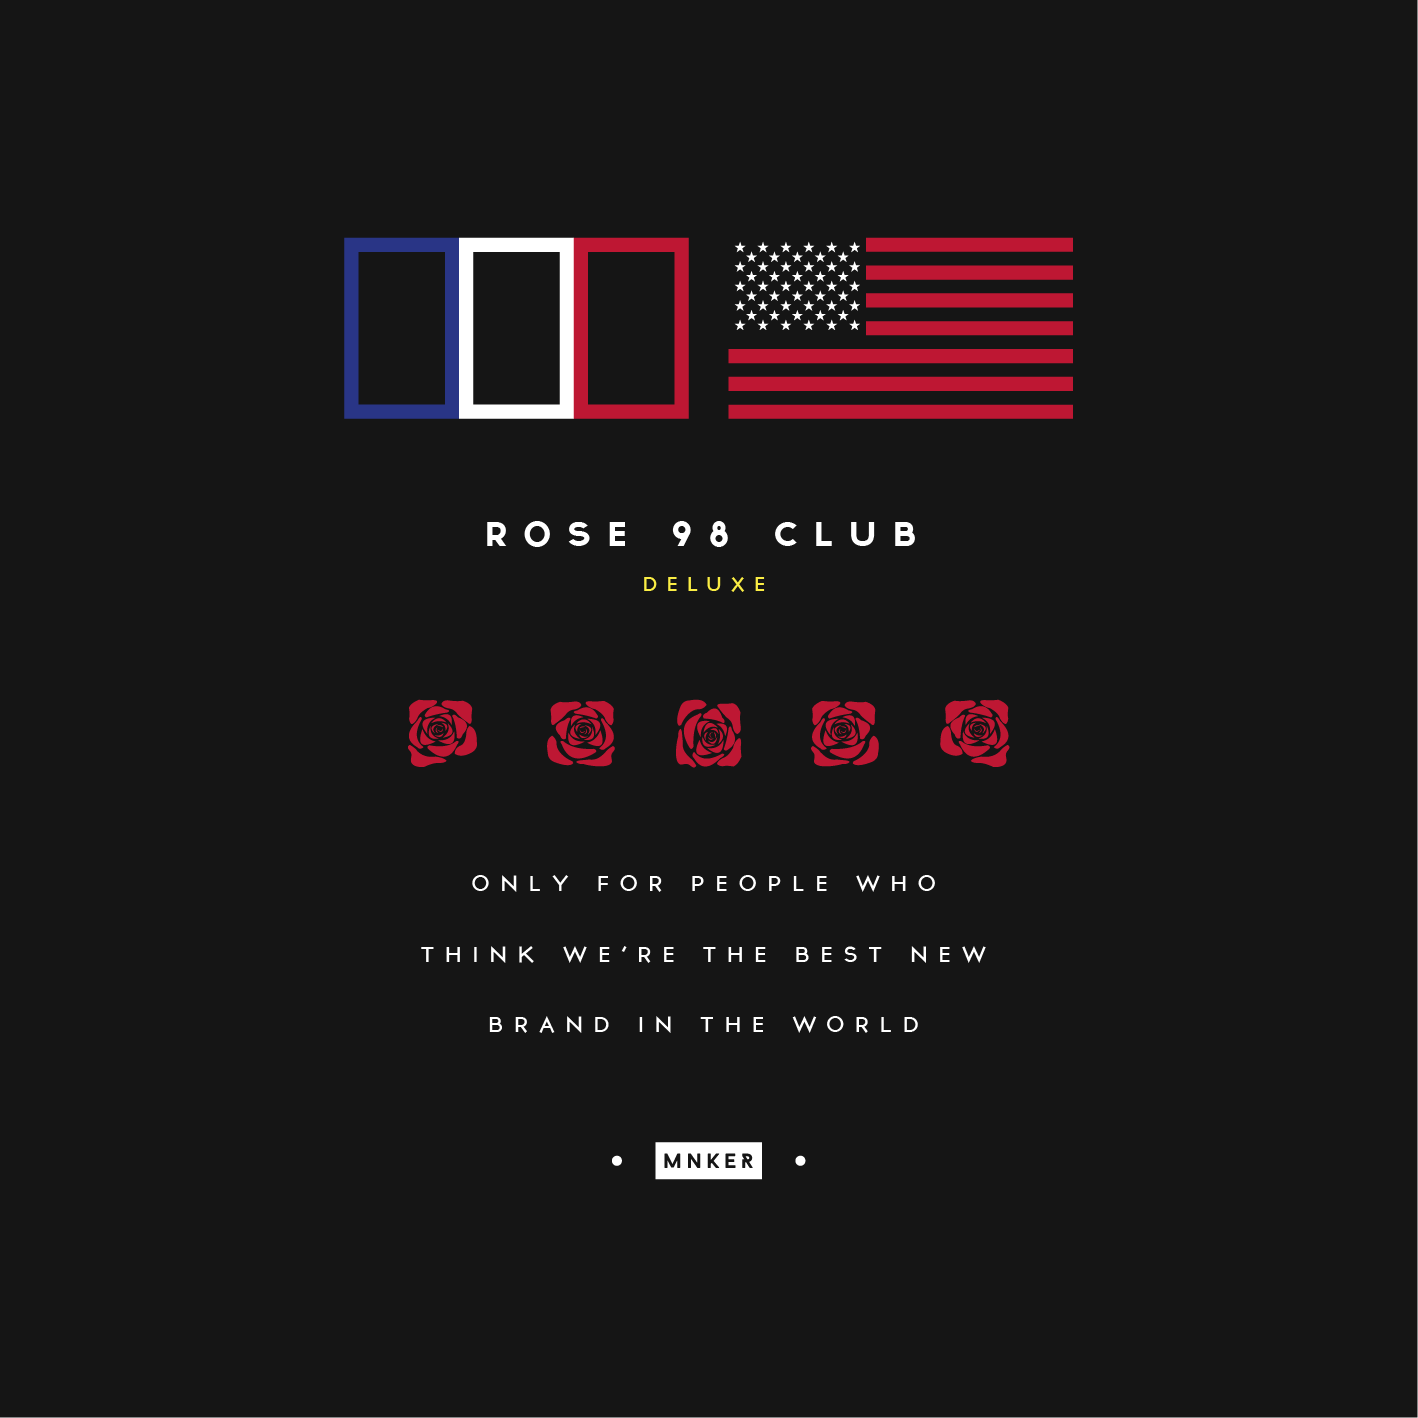 ROSE 98 CLUB
DELUXE
ONLY FOR PEOPLE WHO
THINK WE’RE THE BEST NEW
BRAND IN THE WORLD
• MNKER •